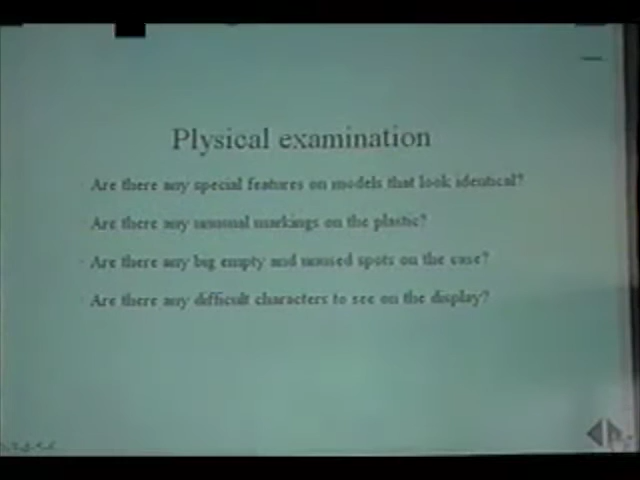 Physical examination
Are there any special features on models that look identical?
Are there any unusual markings on the plastic?
Are there any big empty and unused spots on the case?
Are there any difficult characters to see on the display?